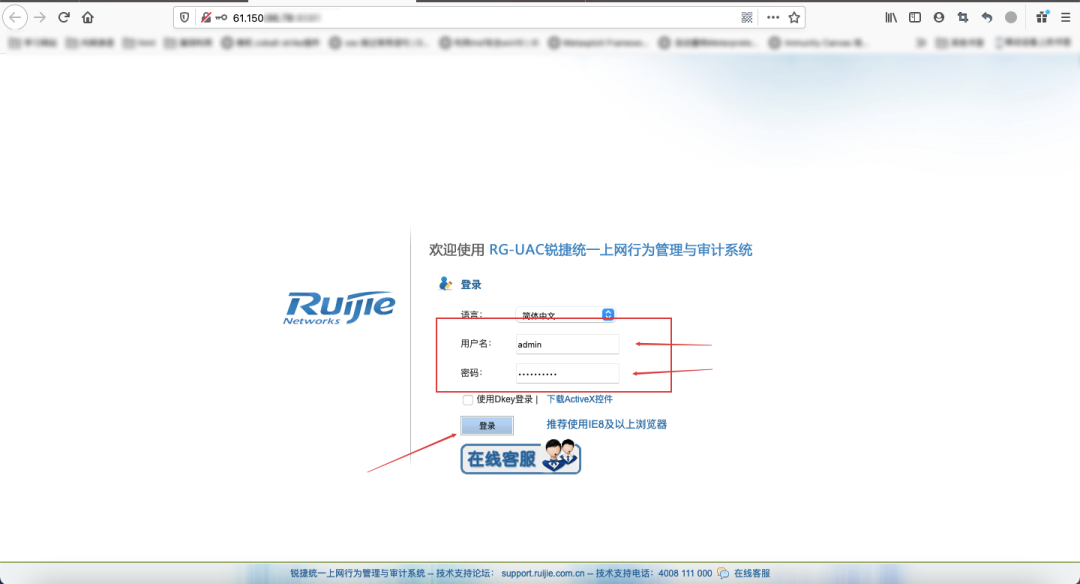 61.150
欢迎使用 RG-UAC锐捷统一上网行为管理与审计系统
登录
Ruijie
Networks
语言： 简体中文
用户名： admin
密码： ••••••••••
使用Dkey登录 | 下载ActiveX控件
登录 推荐使用IE8及以上浏览器
在线客服
锐捷统一上网行为管理与审计系统 -- 技术支持论坛： support.ruijie.com.cn -- 技术支持电话：4008 111 000 在线客服